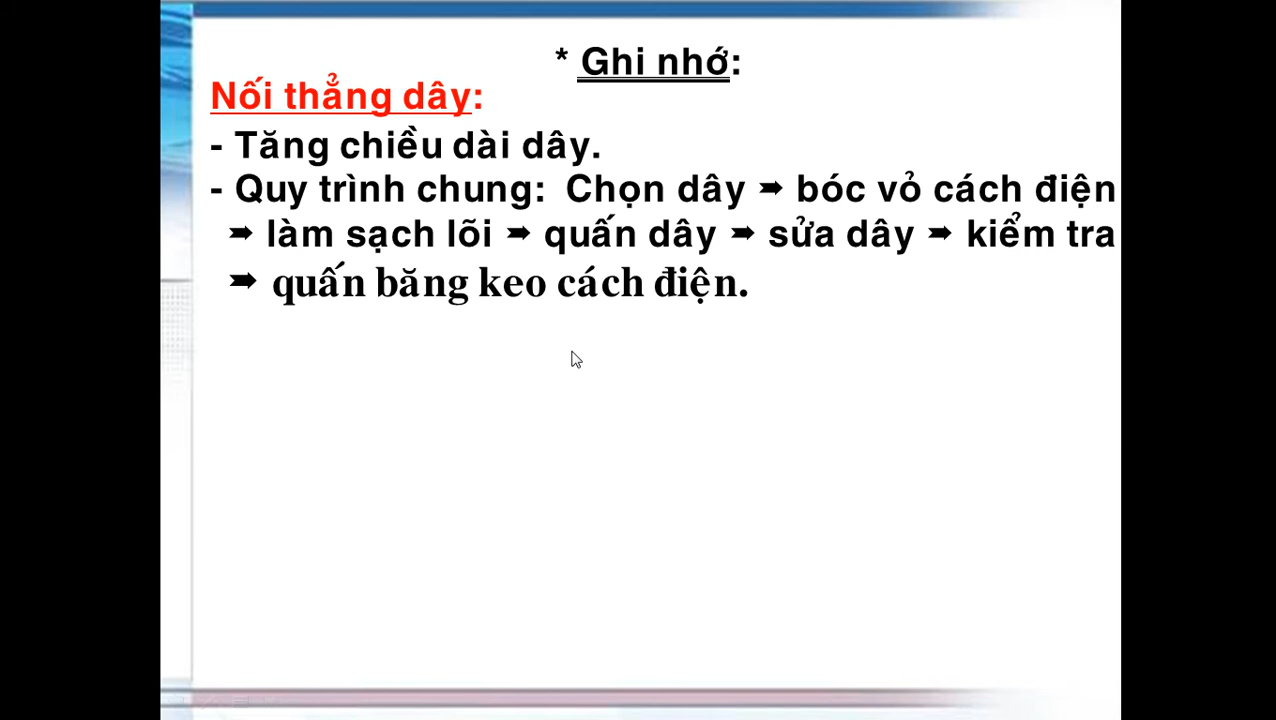 * Ghi nhớ:
Nối thẳng dây:
- Tăng chiều dài dây.
- Quy trình chung: Chọn dây ➡ bóc vỏ cách điện
➡ làm sạch lõi ➡ quấn dây ➡ sửa dây ➡ kiểm tra
➡ quấn băng keo cách điện.